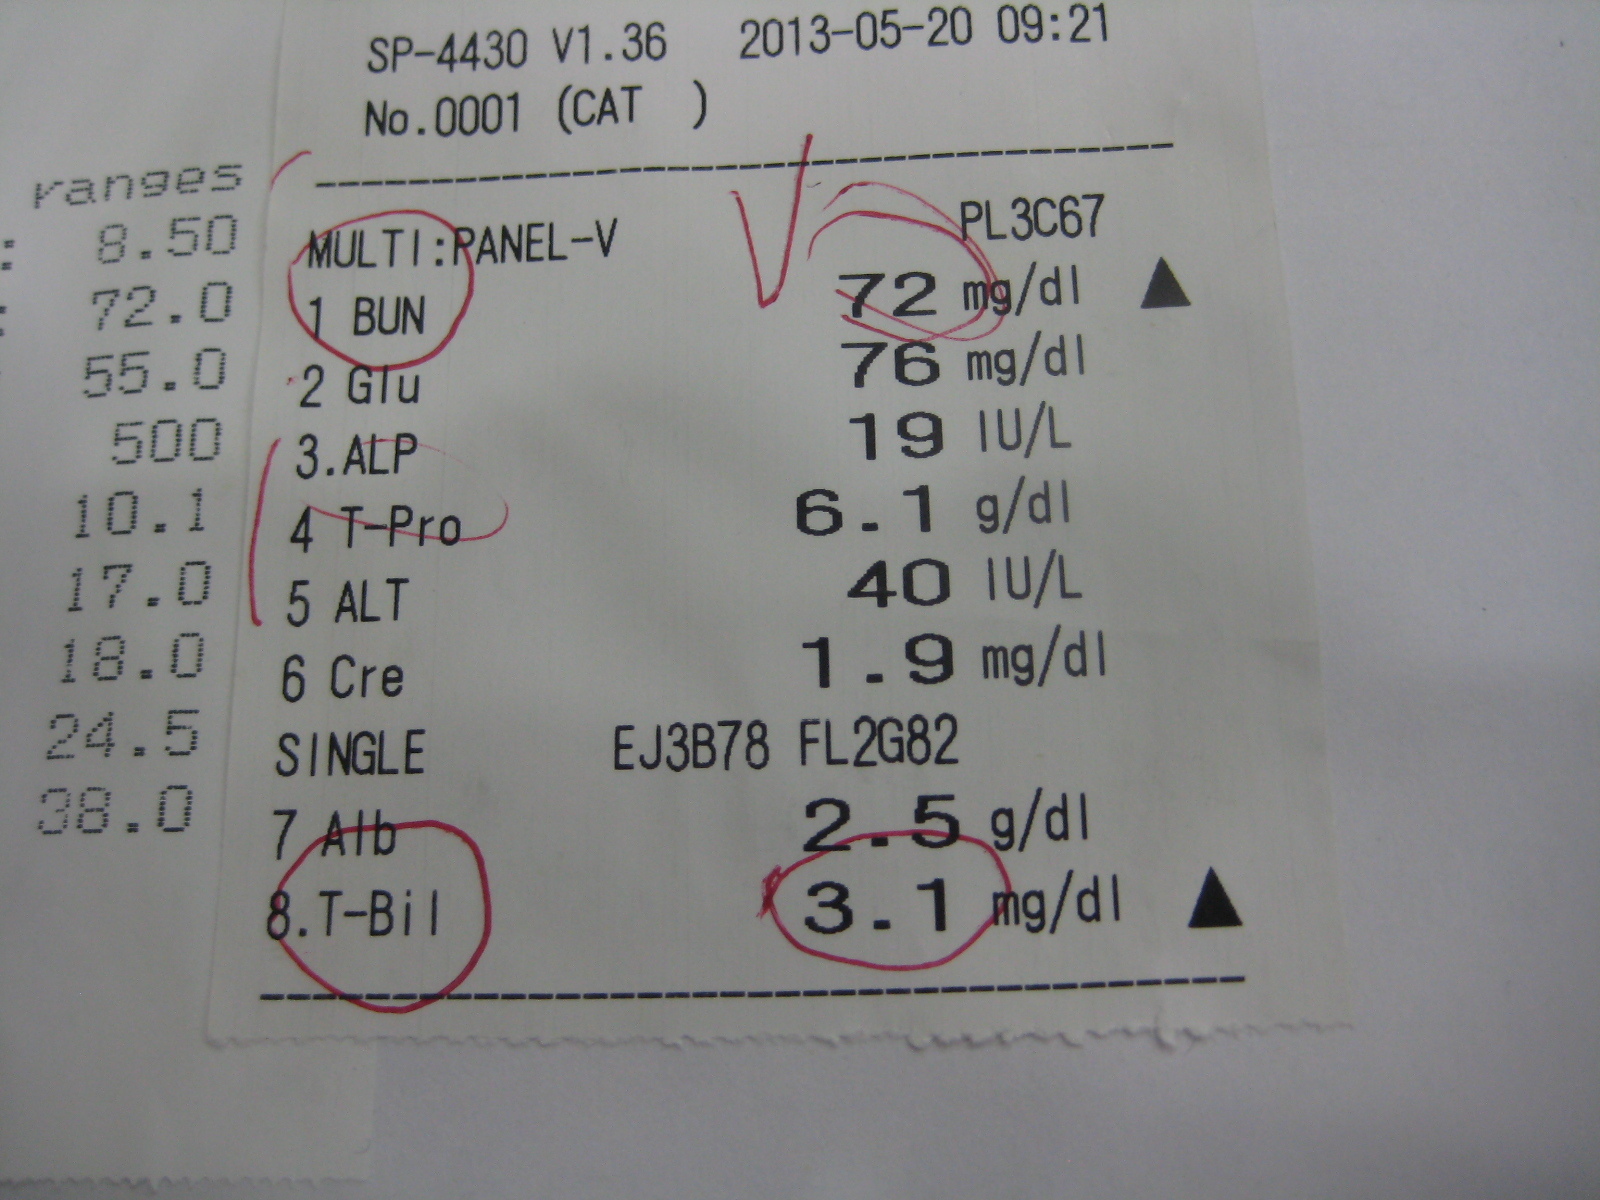 SP-4430 V1.36 2013-05-20 09:21
No.0001 (CAT )
MULTI:PANEL-V PL3C67
1 BUN 72 mg/dl ▲
2 Glu 76 mg/dl
3.ALP 19 IU/L
4 T-Pro 6.1 g/dl
5 ALT 40 IU/L
6 Cre 1.9 mg/dl
SINGLE EJ3B78 FL2G82
7 Alb 2.5 g/dl
8.T-Bil 3.1 mg/dl ▲
ranges
: 8.50
: 72.0
55.0
500
10.1
17.0
18.0
24.5
38.0